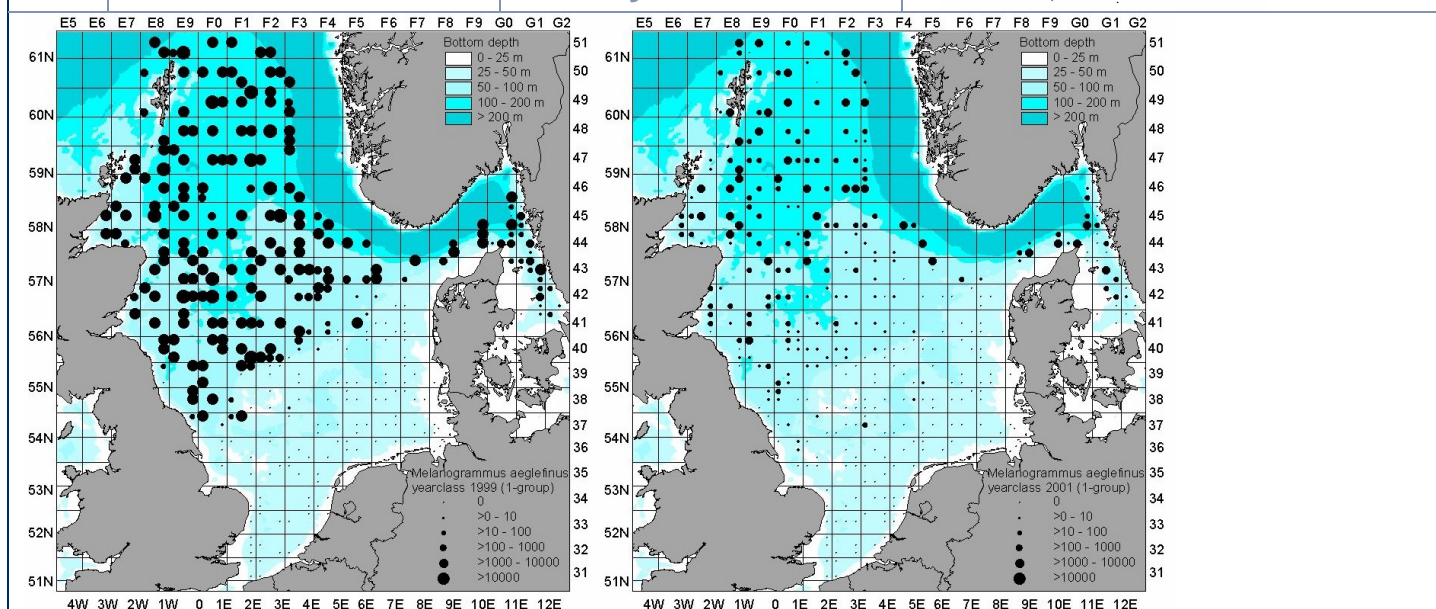 E5 E6 E7 E8 E9 F0 F1 F2 F3 F4 F5 F6 F7 F8 F9 G0 G1 G2
61N
60N
59N
58N
57N
56N
55N
54N
53N
52N
51N
Bottom depth
0 - 25 m
25 - 50 m
50 - 100 m
100 - 200 m
> 200 m
51
50
49
48
47
46
45
44
43
42
41
40
39
38
37
36
35
34
33
32
31
Melanogrammus aeglefinus
yearclass 1999 (1-group)
0
>0 - 10
>10 - 100
>100 - 1000
>1000 - 10000
>10000
4W 3W 2W 1W 0 1E 2E 3E 4E 5E 6E 7E 8E 9E 10E 11E 12E
E5 E6 E7 E8 E9 F0 F1 F2 F3 F4 F5 F6 F7 F8 F9 G0 G1 G2
61N
60N
59N
58N
57N
56N
55N
54N
53N
52N
51N
Bottom depth
0 - 25 m
25 - 50 m
50 - 100 m
100 - 200 m
> 200 m
51
50
49
48
47
46
45
44
43
42
41
40
39
38
37
36
35
34
33
32
31
Melanogrammus aeglefinus
yearclass 2001 (1-group)
0
>0 - 10
>10 - 100
>100 - 1000
>1000 - 10000
>10000
4W 3W 2W 1W 0 1E 2E 3E 4E 5E 6E 7E 8E 9E 10E 11E 12E